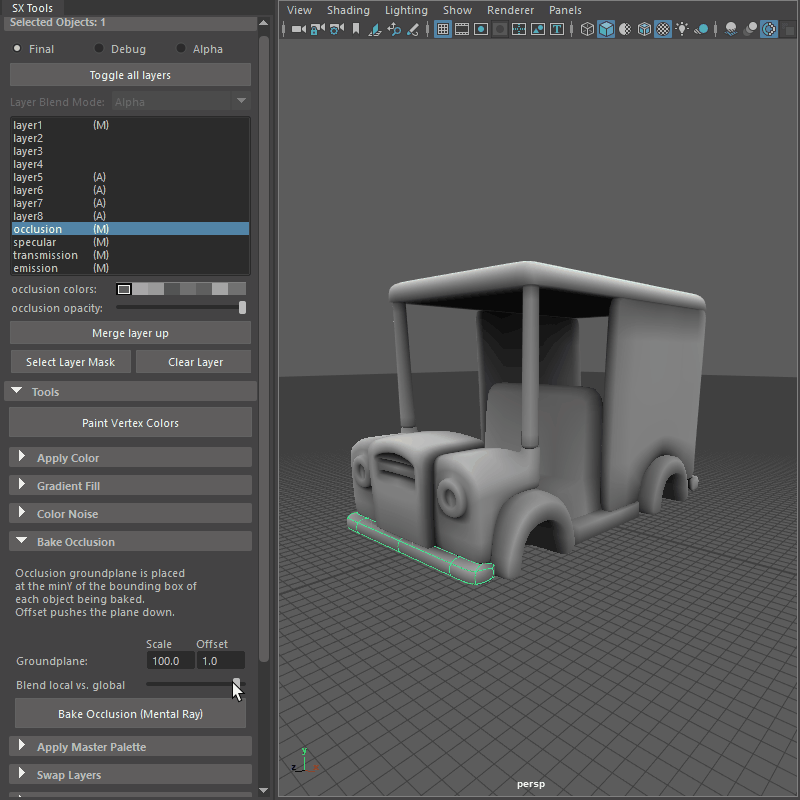 SX Tools
Selected Objects: 1
Final Debug Alpha
Toggle all layers
Layer Blend Mode: Alpha
layer1 (M)
layer2
layer3
layer4
layer5 (A)
layer6 (A)
layer7 (A)
layer8 (A)
occlusion (M)
specular (M)
transmission (M)
emission (M)
occlusion colors:
occlusion opacity:
Merge layer up
Select Layer Mask Clear Layer
Tools
Paint Vertex Colors
Apply Color
Gradient Fill
Color Noise
Bake Occlusion
Occlusion groundplane is placed
at the minY of the bounding box of
each object being baked.
Offset pushes the plane down.
Scale Offset
Groundplane: 100.0 1.0
Blend local vs. global
Bake Occlusion (Mental Ray)
Apply Master Palette
Swap Layers
View Shading Lighting Show Renderer Panels
y
z
persp